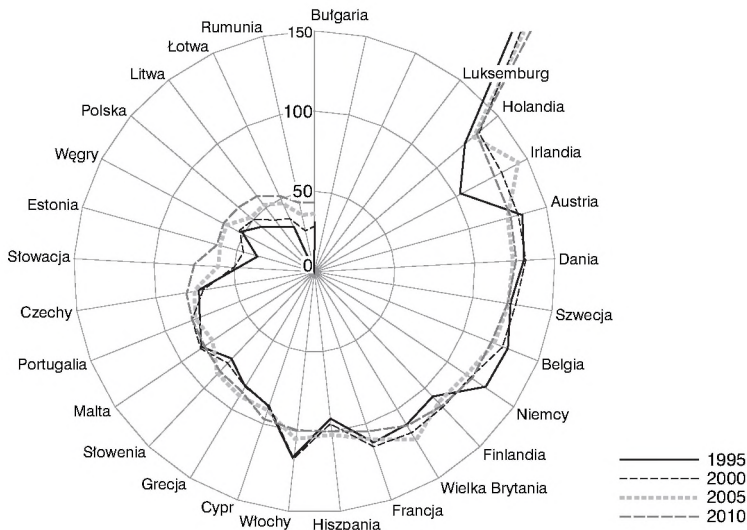 Bułgaria
Luksemburg
Holandia
Irlandia
Austria
Dania
Szwecja
Belgia
Niemcy
Finlandia
Wielka Brytania
Francja
Hiszpania
Włochy
Cypr
Grecja
Słowenia
Malta
Portugalia
Czechy
Słowacja
Estonia
Węgry
Polska
Litwa
Łotwa
Rumunia
150
100
50
0
1995
2000
2005
2010